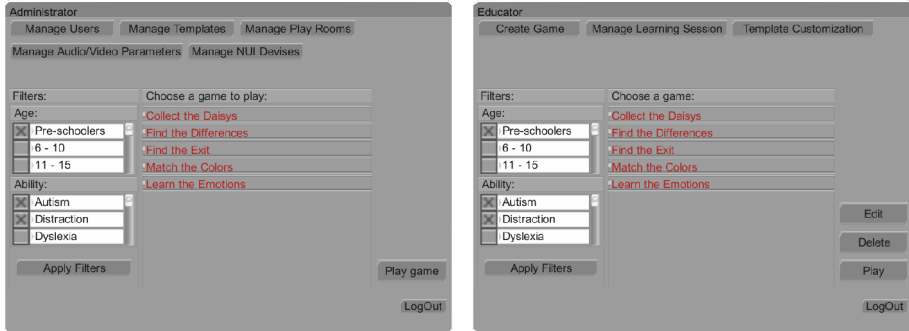 Administrator
Manage Users Manage Templates Manage Play Rooms
Manage Audio/Video Parameters Manage NUI Devises
Filters: Choose a game to play:
Age:
Collect the Daisys
Pre-schoolers
Find the Differences
6 - 10
Find the Exit
11 - 15
Match the Colors
Ability:
Learn the Emotions
Autism
Distraction
Dyslexia
Apply Filters
Play game
LogOut
Educator
Create Game Manage Learning Session Template Customization
Filters: Choose a game:
Age:
Collect the Daisys
Pre-schoolers
Find the Differences
6 - 10
Find the Exit
11 - 15
Match the Colors
Ability:
Learn the Emotions
Autism
Distraction
Dyslexia
Edit
Delete
Apply Filters
Play
LogOut